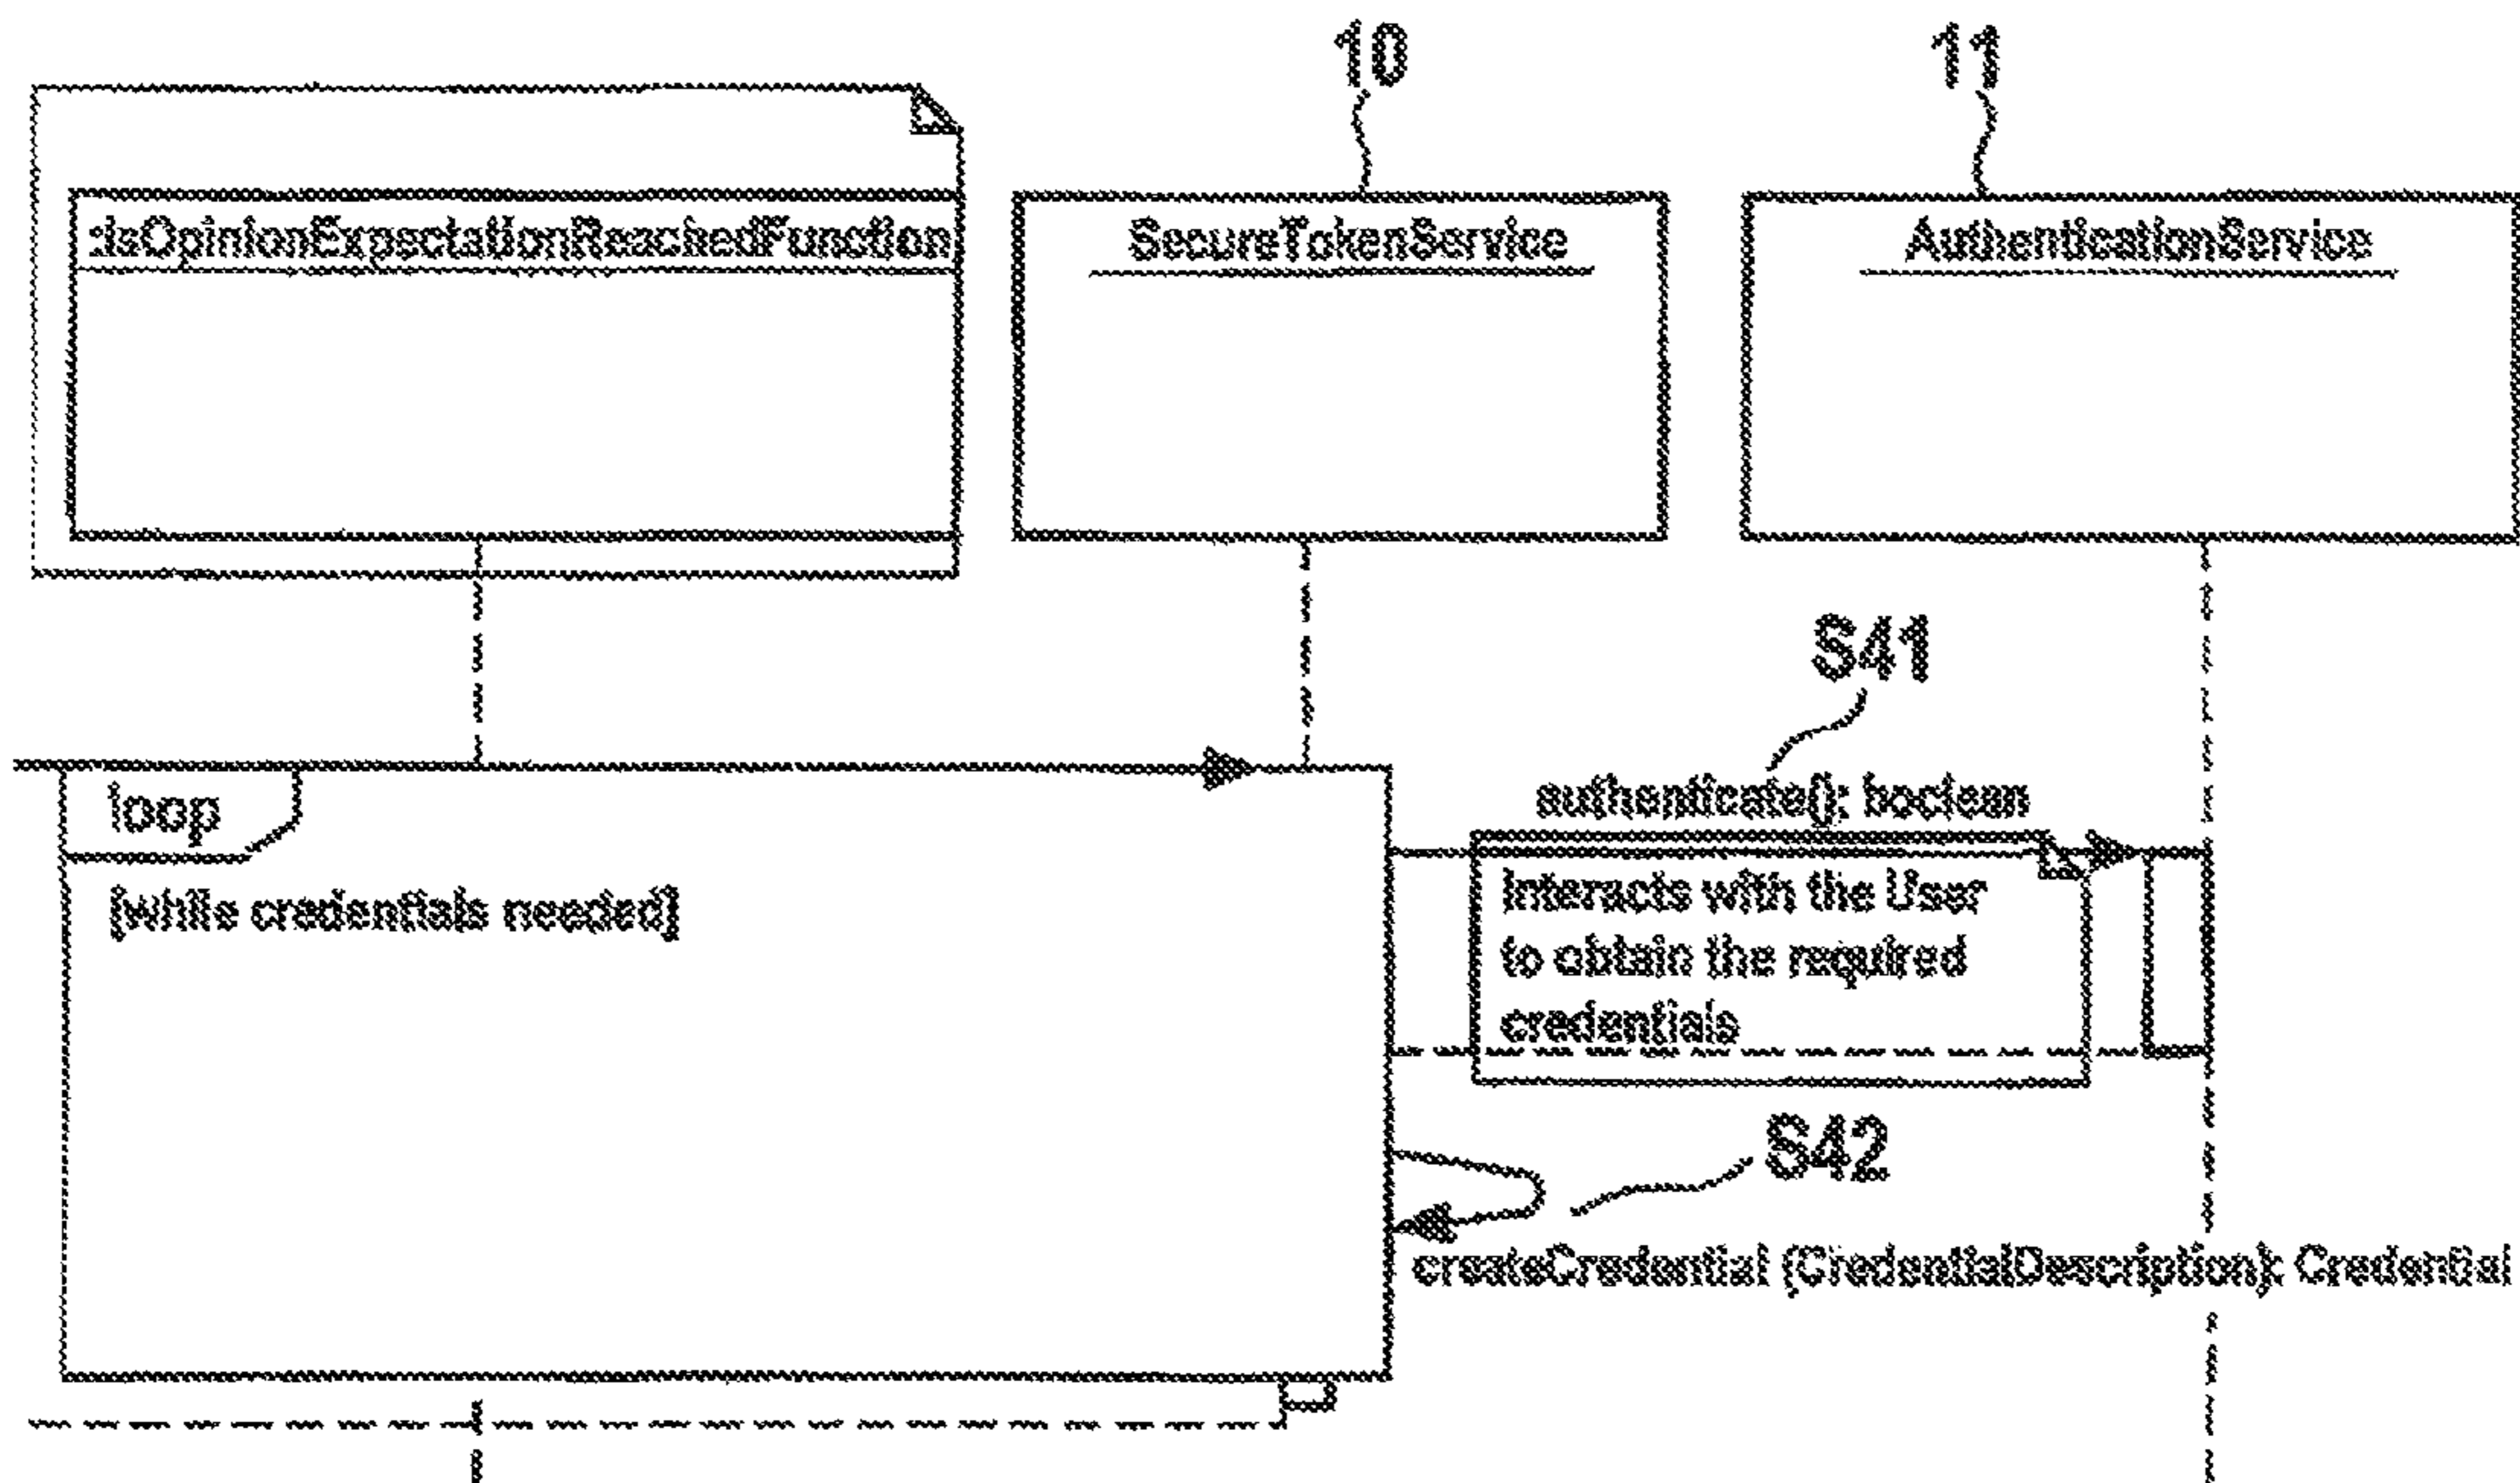 10
11
:IsOpinionExpectationReachedFunction
SecureTokenService
AuthenticationService
S41
loop
authenticate(): boolean
[while credentials needed]
Interacts with the User
to obtain the required
credentials
S42
createCredential (CredentialDescription): Credential